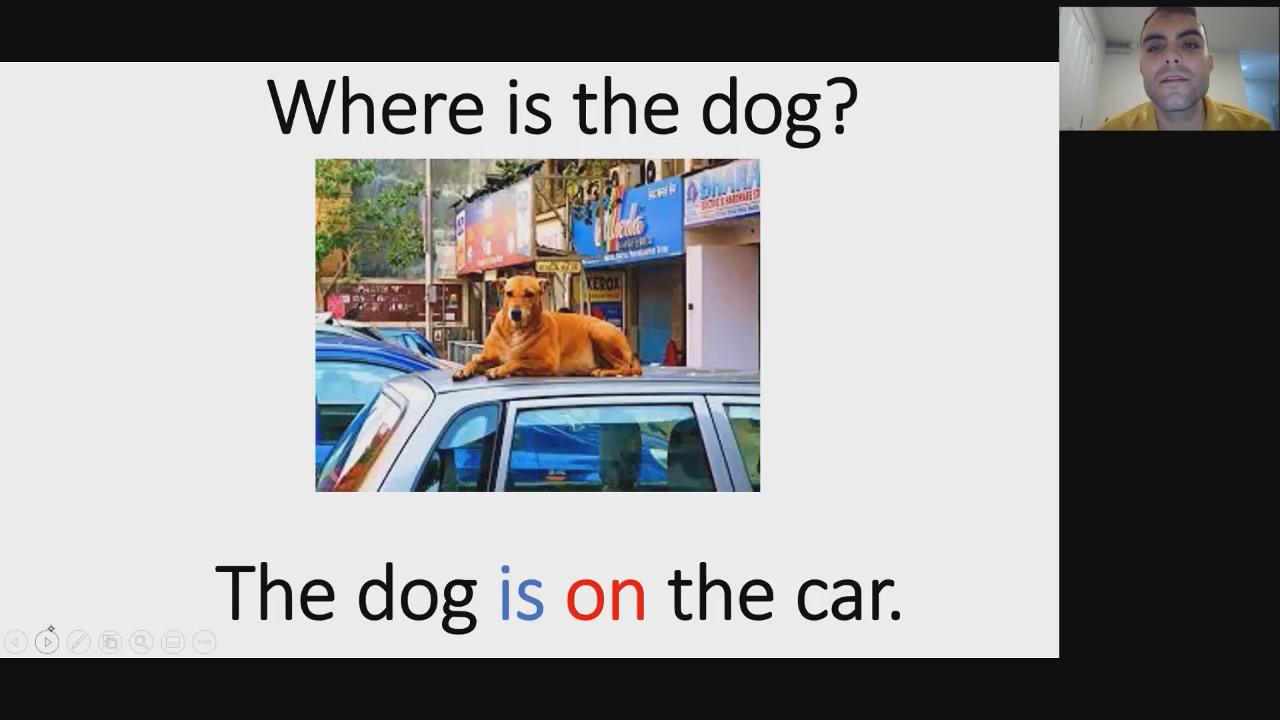 Where is the dog?
XEROX
The dog is on the car.